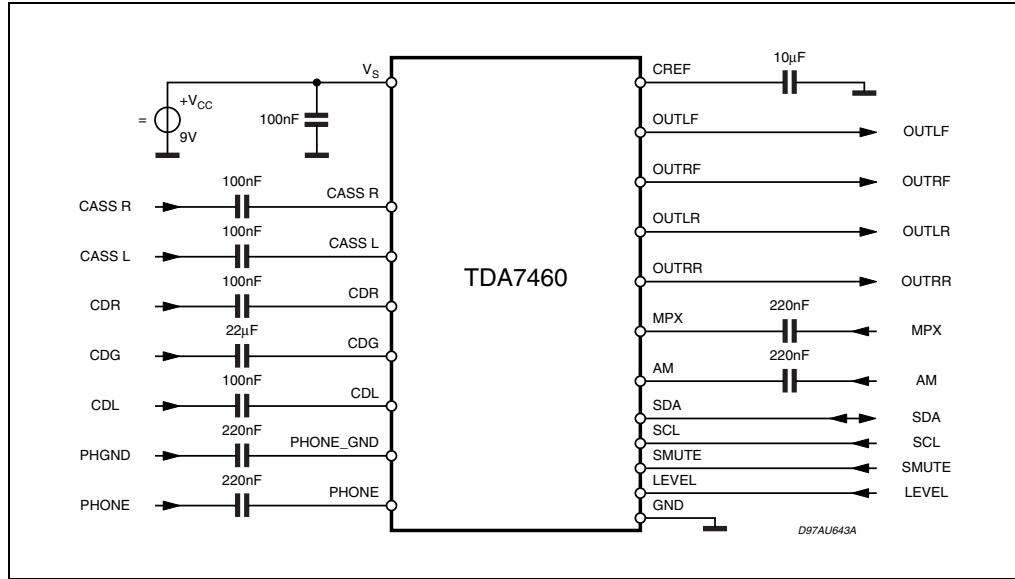 VS
+VCC
=
9V
100nF
CASS R
100nF
CASS R
CASS L
100nF
CASS L
CDR
100nF
CDR
CDG
22µF
CDG
CDL
100nF
CDL
PHGND
220nF
PHONE_GND
PHONE
220nF
PHONE
TDA7460
CREF
10µF
OUTLF
OUTLF
OUTRF
OUTRF
OUTLR
OUTLR
OUTRR
OUTRR
MPX
220nF
MPX
AM
220nF
AM
SDA
SDA
SCL
SCL
SMUTE
SMUTE
LEVEL
LEVEL
GND
D97AU643A